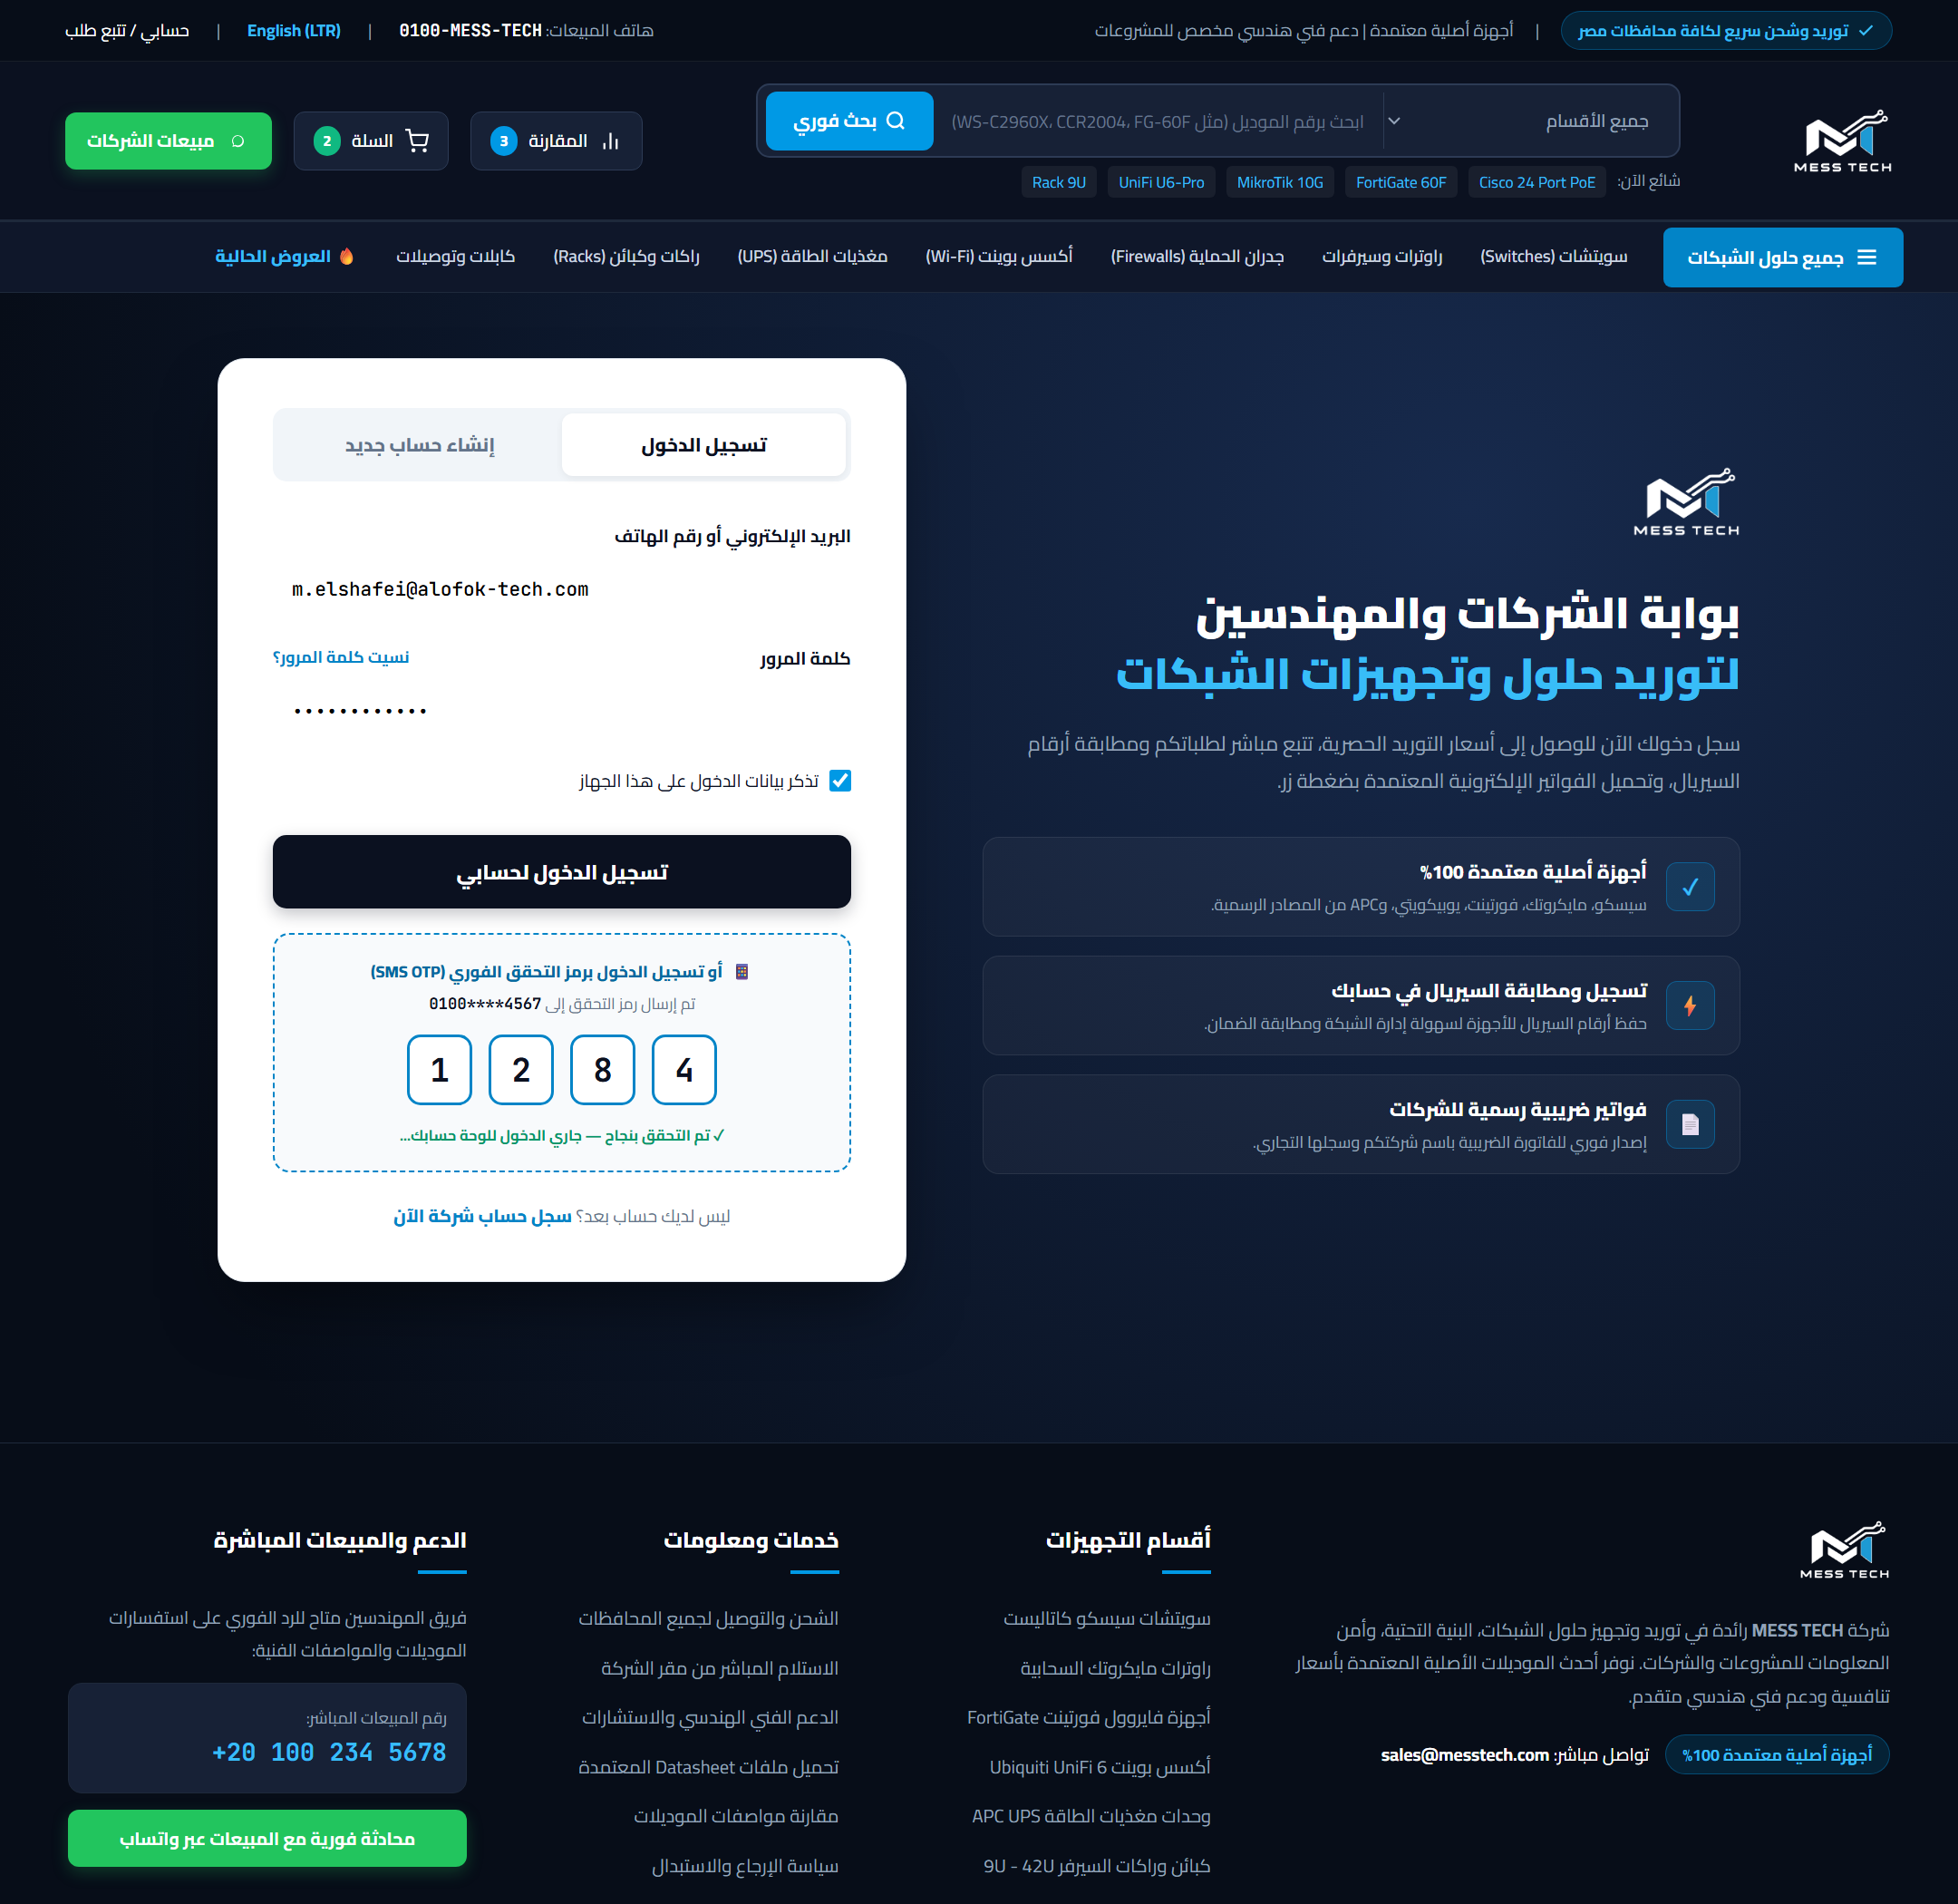 توريد وشحن سريع لكافة محافظات مصر
|
أجهزة أصلية معتمدة | دعم فني هندسي مخصص للمشروعات
هاتف المبيعات: 0100-MESS-TECH
|
English (LTR)
|
حسابي / تتبع طلب
MESS TECH
جميع الأقسام
ابحث برقم الموديل (مثل WS-C2960X، CCR2004، FG-60F)
بحث فوري
شائع الآن:
Cisco 24 Port PoE
FortiGate 60F
MikroTik 10G
UniFi U6-Pro
Rack 9U
المقارنة 3
السلة 2
مبيعات الشركات
جميع حلول الشبكات
سويتشات (Switches)
راوترات وسيرفرات
جدران الحماية (Firewalls)
أكسس بوينت (Wi-Fi)
مغذيات الطاقة (UPS)
راكات وكبائن (Racks)
كابلات وتوصيلات
🔥 العروض الحالية
MESS TECH
بوابة الشركات والمهندسين
لتوريد حلول وتجهيزات الشبكات
سجل دخولك الآن للوصول إلى أسعار التوريد الحصرية، تتبع مباشر لطلباتكم ومطابقة أرقام
السيريال، وتحميل الفواتير الإلكترونية المعتمدة بضغطة زر.
✓
أجهزة أصلية معتمدة 100%
سيسكو، مايكروتك، فورتينت، يوبيكويتي، وAPC من المصادر الرسمية.
تسجيل ومطابقة السيريال في حسابك
حفظ أرقام السيريال للأجهزة لسهولة إدارة الشبكة ومطابقة الضمان.
فواتير ضريبية رسمية للشركات
إصدار فوري للفاتورة الضريبية باسم شركتكم وسجلها التجاري.
تسجيل الدخول
إنشاء حساب جديد
البريد الإلكتروني أو رقم الهاتف
m.elshafei@alofok-tech.com
كلمة المرور
نسيت كلمة المرور؟
••••••••••••
تذكر بيانات الدخول على هذا الجهاز
تسجيل الدخول لحسابي
أو تسجيل الدخول برمز التحقق الفوري (SMS OTP)
تم إرسال رمز التحقق إلى 0100****4567
1 2 8 4
✓ تم التحقق بنجاح — جاري الدخول للوحة حسابك...
ليس لديك حساب بعد؟ سجل حساب شركة الآن
MESS TECH
شركة MESS TECH رائدة في توريد وتجهيز حلول الشبكات، البنية التحتية، وأمن
المعلومات للمشروعات والشركات. نوفر أحدث الموديلات الأصلية المعتمدة بأسعار
تنافسية ودعم فني هندسي متقدم.
أجهزة أصلية معتمدة 100%
تواصل مباشر: sales@messtech.com
أقسام التجهيزات
سويتشات سيسكو كاتاليست
راوترات مايكروتك السحابية
أجهزة فايروول فورتينت FortiGate
أكسس بوينت Ubiquiti UniFi 6
وحدات مغذيات الطاقة APC UPS
كبائن وراكات السيرفر 9U - 42U
خدمات ومعلومات
الشحن والتوصيل لجميع المحافظات
الاستلام المباشر من مقر الشركة
الدعم الفني الهندسي والاستشارات
تحميل ملفات Datasheet المعتمدة
مقارنة مواصفات الموديلات
سياسة الإرجاع والاستبدال
الدعم والمبيعات المباشرة
فريق المهندسين متاح للرد الفوري على استفسارات
الموديلات والمواصفات الفنية:
رقم المبيعات المباشر:
+20 100 234 5678
محادثة فورية مع المبيعات عبر واتساب